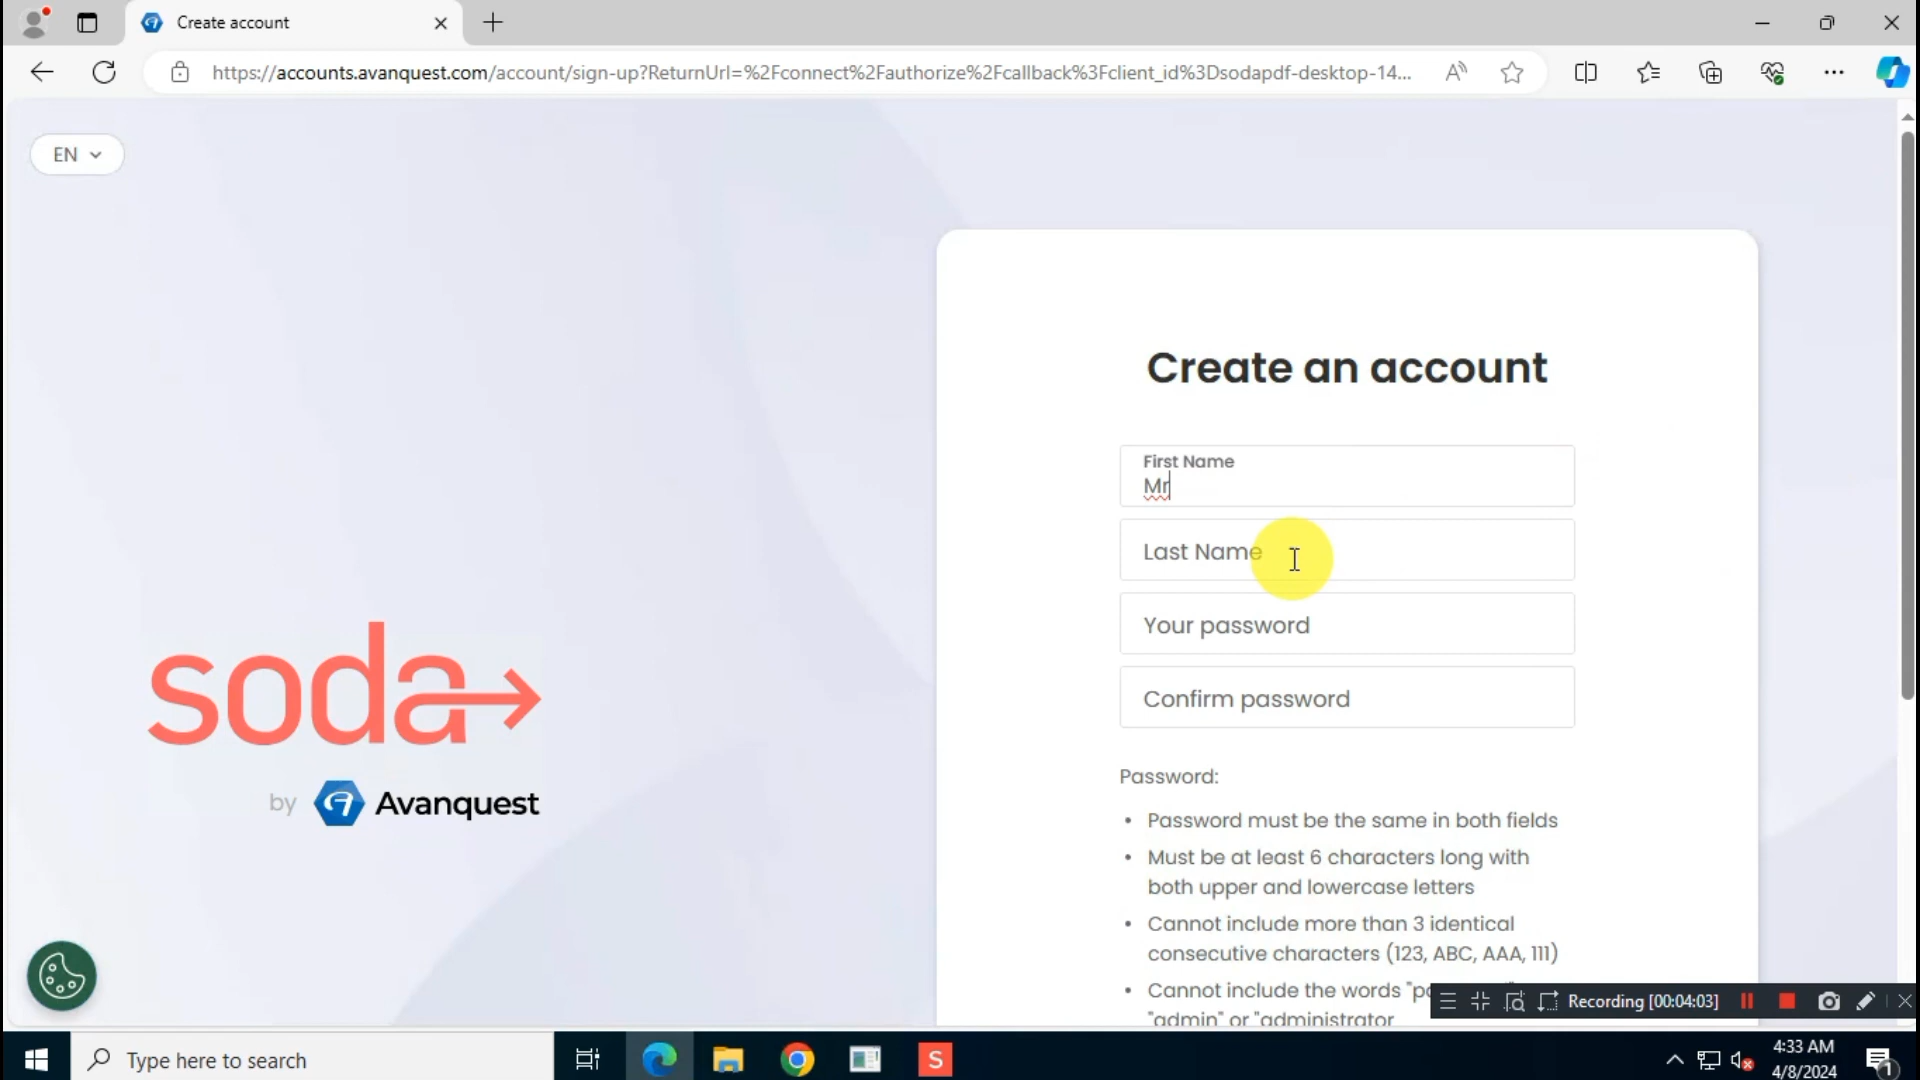 Create account
https://accounts.avanquest.com/account/sign-up?ReturnUrl=%2Fconnect%2Fauthorize%2Fcallback%3Fclient_id%3Dsodapdf-desktop-14...
EN
Create an account
First Name
Mr
Last Name
Your password
Confirm password
soda
by Avanquest
Password:
• Password must be the same in both fields
• Must be at least 6 characters long with
both upper and lowercase letters
• Cannot include more than 3 identical
consecutive characters (123, ABC, AAA, 111)
• Cannot include the words
"admin" or "administrator
Recording [00:04:03]
Type here to search
S
4:33 AM
4/8/2024
1